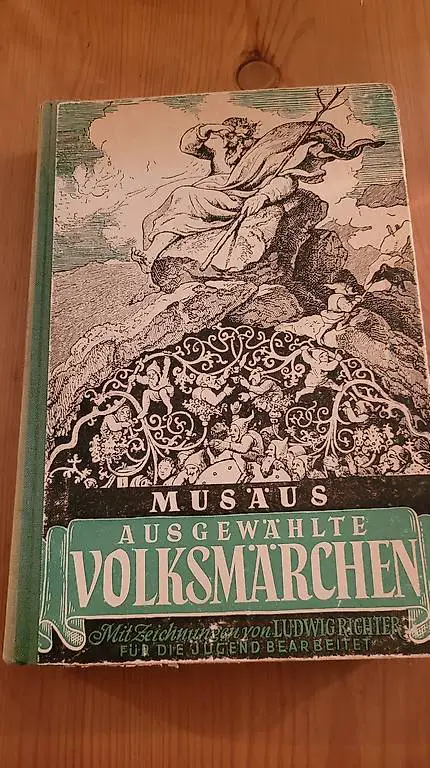 MUSÄUS
AUSGEWÄHLTE
VOLKSMÄRCHEN
Mit Zeichnungen von LUDWIG RICHTER
FÜR DIE JUGEND BEARBEITET